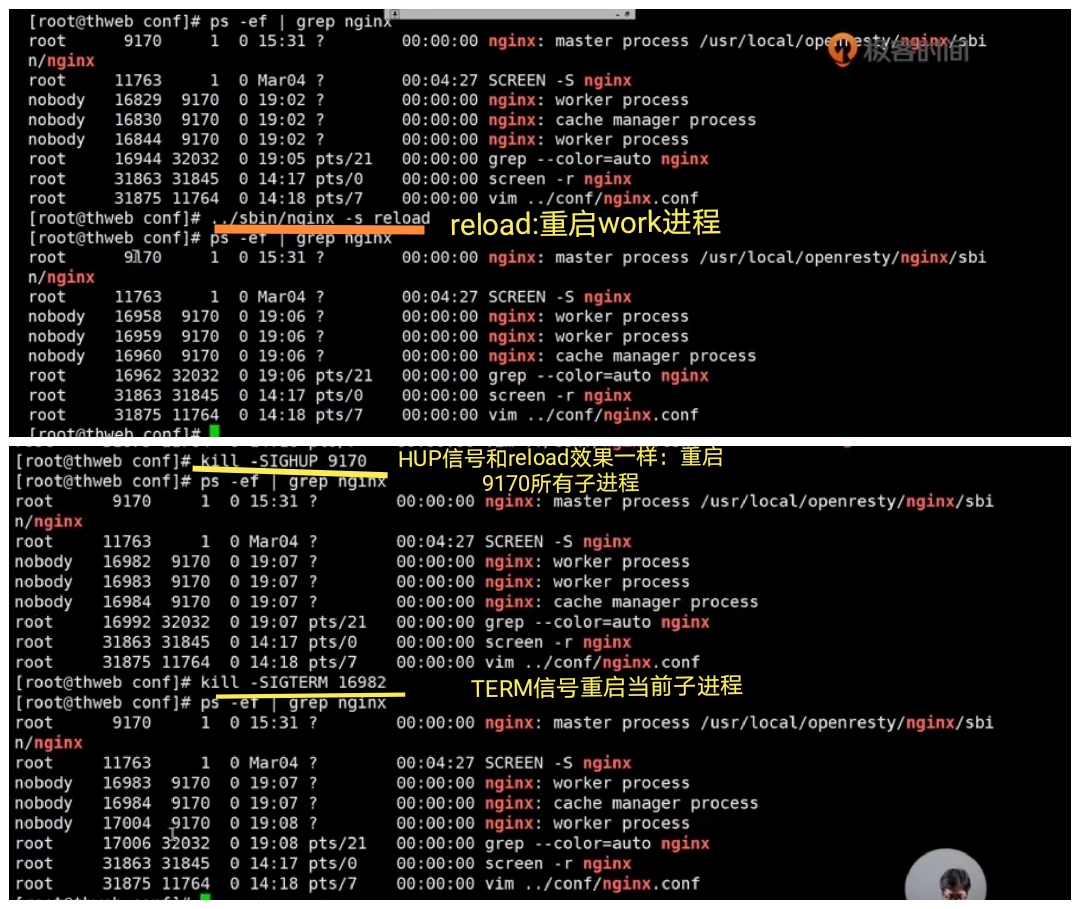 [root@thweb conf]# ps -ef | grep nginx
root 9170 1 0 15:31 ? 00:00:00 nginx: master process /usr/local/openresty/nginx/sbi
极客时间
n/nginx
root 11763 1 0 Mar04 ? 00:04:27 SCREEN -S nginx
nobody 16829 9170 0 19:02 ? 00:00:00 nginx: worker process
nobody 16830 9170 0 19:02 ? 00:00:00 nginx: cache manager process
nobody 16844 9170 0 19:02 ? 00:00:00 nginx: worker process
root 16944 32032 0 19:05 pts/21 00:00:00 grep --color=auto nginx
root 31863 31845 0 14:17 pts/0 00:00:00 screen -r nginx
root 31875 11764 0 14:18 pts/7 00:00:00 vim ../conf/nginx.conf
[root@thweb conf]# ../sbin/nginx -s reload
reload:重启work进程
[root@thweb conf]# ps -ef | grep nginx
root 9170 1 0 15:31 ? 00:00:00 nginx: master process /usr/local/openresty/nginx/sbi
n/nginx
root 11763 1 0 Mar04 ? 00:04:27 SCREEN -S nginx
nobody 16958 9170 0 19:06 ? 00:00:00 nginx: worker process
nobody 16959 9170 0 19:06 ? 00:00:00 nginx: worker process
nobody 16960 9170 0 19:06 ? 00:00:00 nginx: cache manager process
root 16962 32032 0 19:06 pts/21 00:00:00 grep --color=auto nginx
root 31863 31845 0 14:17 pts/0 00:00:00 screen -r nginx
root 31875 11764 0 14:18 pts/7 00:00:00 vim ../conf/nginx.conf
[root@thweb conf]#
[root@thweb conf]# kill -SIGHUP 9170
HUP信号和reload效果一样：重启
9170所有子进程
[root@thweb conf]# ps -ef | grep nginx
root 9170 1 0 15:31 ? 00:00:00 nginx: master process /usr/local/openresty/nginx/sbi
n/nginx
root 11763 1 0 Mar04 ? 00:04:27 SCREEN -S nginx
nobody 16982 9170 0 19:07 ? 00:00:00 nginx: worker process
nobody 16983 9170 0 19:07 ? 00:00:00 nginx: worker process
nobody 16984 9170 0 19:07 ? 00:00:00 nginx: cache manager process
root 16992 32032 0 19:07 pts/21 00:00:00 grep --color=auto nginx
root 31863 31845 0 14:17 pts/0 00:00:00 screen -r nginx
root 31875 11764 0 14:18 pts/7 00:00:00 vim ../conf/nginx.conf
[root@thweb conf]# kill -SIGTERM 16982
TERM信号重启当前子进程
[root@thweb conf]# ps -ef | grep nginx
root 9170 1 0 15:31 ? 00:00:00 nginx: master process /usr/local/openresty/nginx/sbi
n/nginx
root 11763 1 0 Mar04 ? 00:04:27 SCREEN -S nginx
nobody 16983 9170 0 19:07 ? 00:00:00 nginx: worker process
nobody 16984 9170 0 19:07 ? 00:00:00 nginx: cache manager process
nobody 17004 9170 0 19:08 ? 00:00:00 nginx: worker process
root 17006 32032 0 19:08 pts/21 00:00:00 grep --color=auto nginx
root 31863 31845 0 14:17 pts/0 00:00:00 screen -r nginx
root 31875 11764 0 14:18 pts/7 00:00:00 vim ../conf/nginx.conf
[root@thweb conf]#